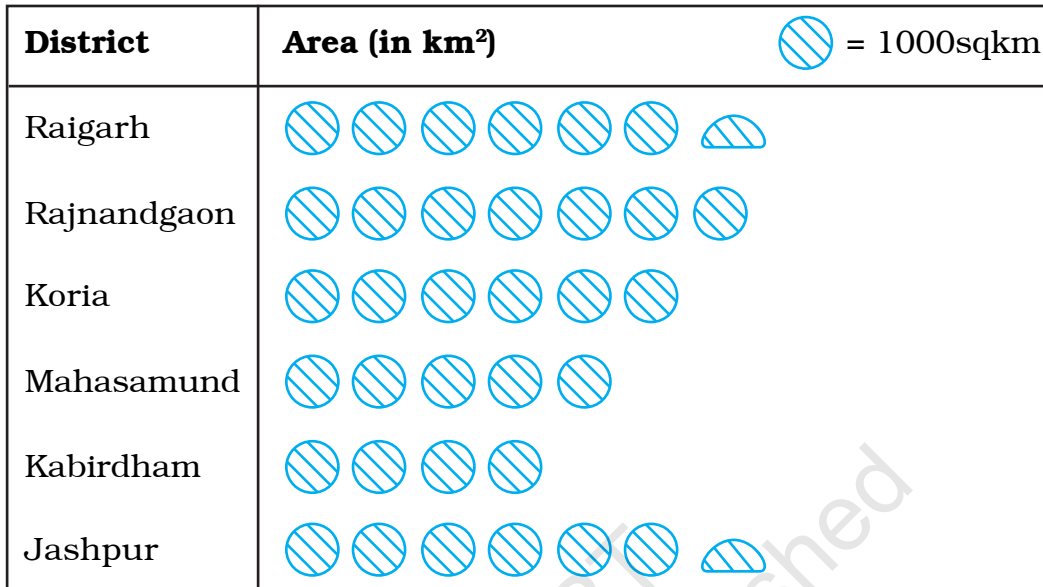 District Area (in km²) = 1000sqkm
Raigarh
Rajnandgaon
Koria
Mahasamund
Kabirdham
Jashpur